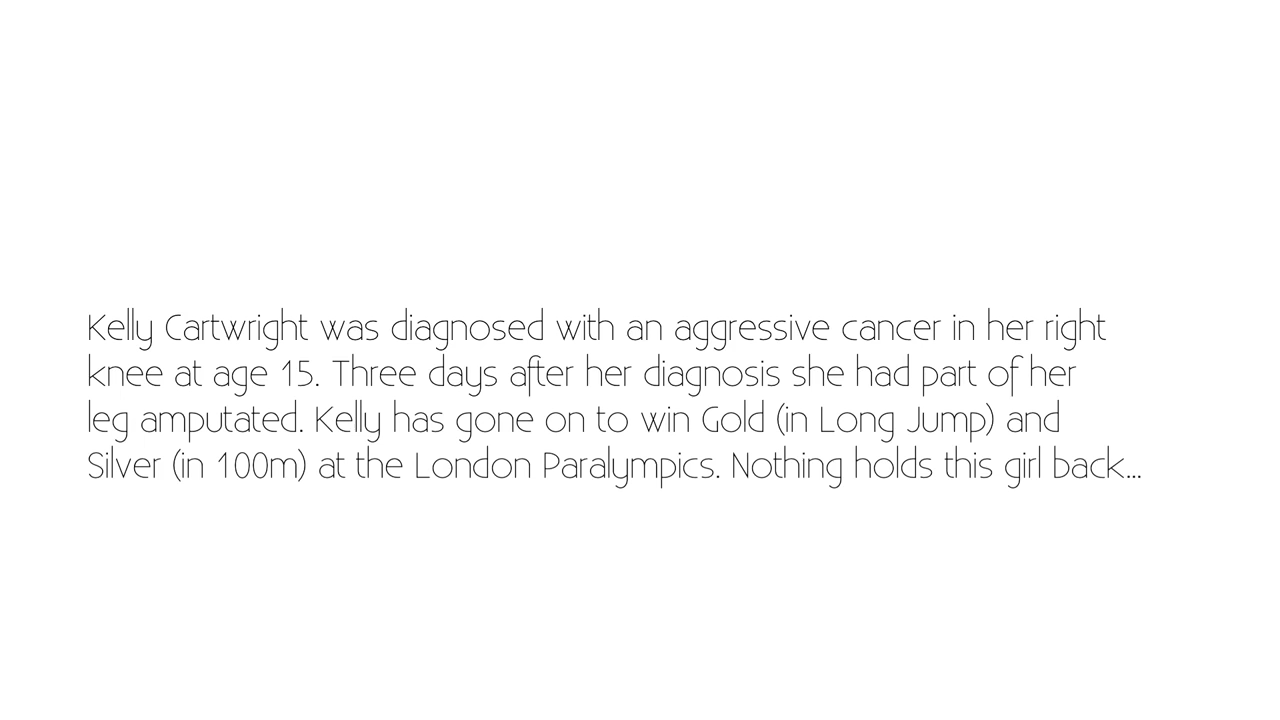 Kelly Cartwright was diagnosed with an aggressive cancer in her right
knee at age 15. Three days after her diagnosis she had part of her
leg amputated. Kelly has gone on to win Gold (in Long Jump) and
Silver (in 100m) at the London Paralympics. Nothing holds this girl back...